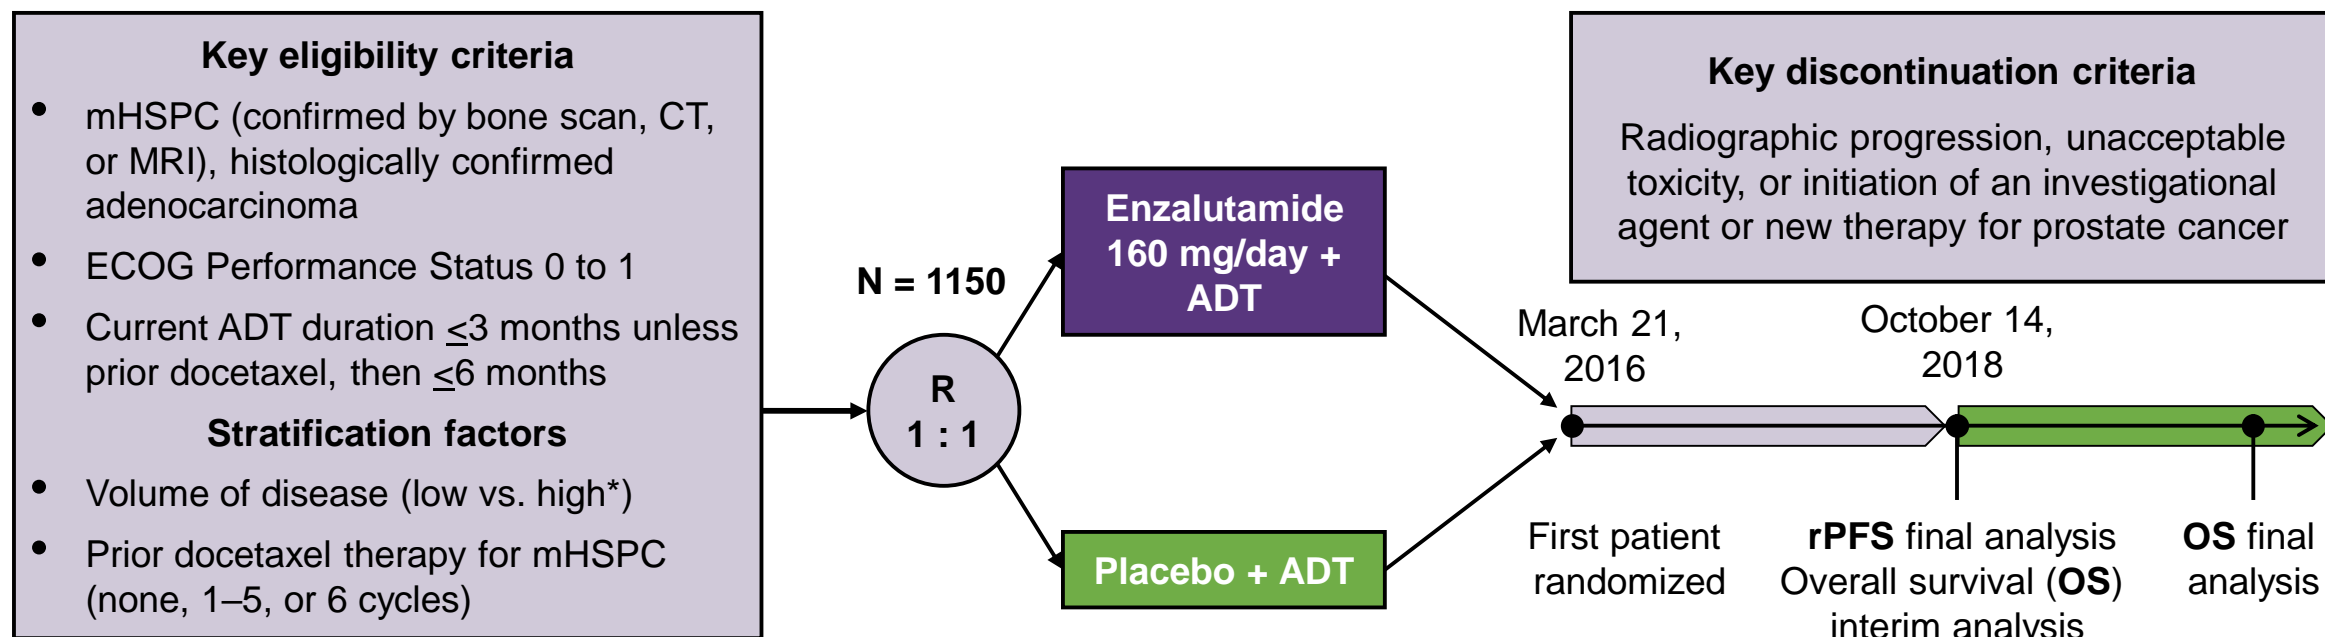 Key eligibility criteria
• mHSPC (confirmed by bone scan, CT,
or MRI), histologically confirmed
adenocarcinoma
• ECOG Performance Status 0 to 1
• Current ADT duration ≤3 months unless
prior docetaxel, then ≤6 months
Stratification factors
• Volume of disease (low vs. high*)
• Prior docetaxel therapy for mHSPC
(none, 1–5, or 6 cycles)
N = 1150
R
1 : 1
Enzalutamide
160 mg/day +
ADT
Placebo + ADT
Key discontinuation criteria
Radiographic progression, unacceptable
toxicity, or initiation of an investigational
agent or new therapy for prostate cancer
March 21,
2016
October 14,
2018
First patient
randomized
rPFS final analysis
Overall survival (OS)
interim analysis
OS final
analysis